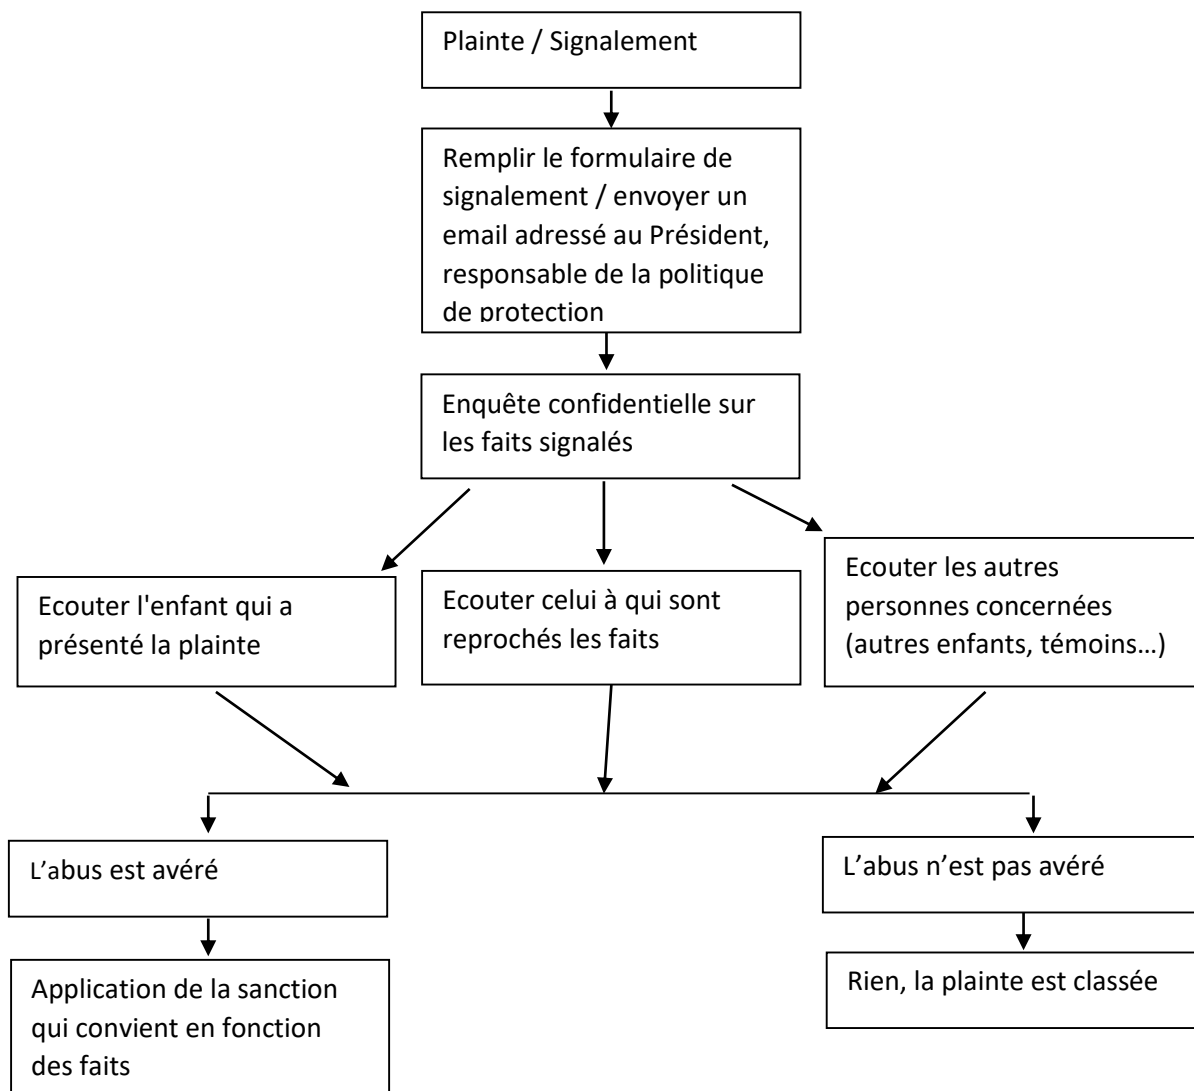 Plainte / Signalement
Remplir le formulaire de
signalement / envoyer un
email adressé au Président,
responsable de la politique
de protection
Enquête confidentielle sur
les faits signalés
Ecouter l'enfant qui a
présenté la plainte
Ecouter celui à qui sont
reprochés les faits
Ecouter les autres
personnes concernées
(autres enfants, témoins…)
L’abus est avéré
L’abus n’est pas avéré
Application de la sanction
qui convient en fonction
des faits
Rien, la plainte est classée